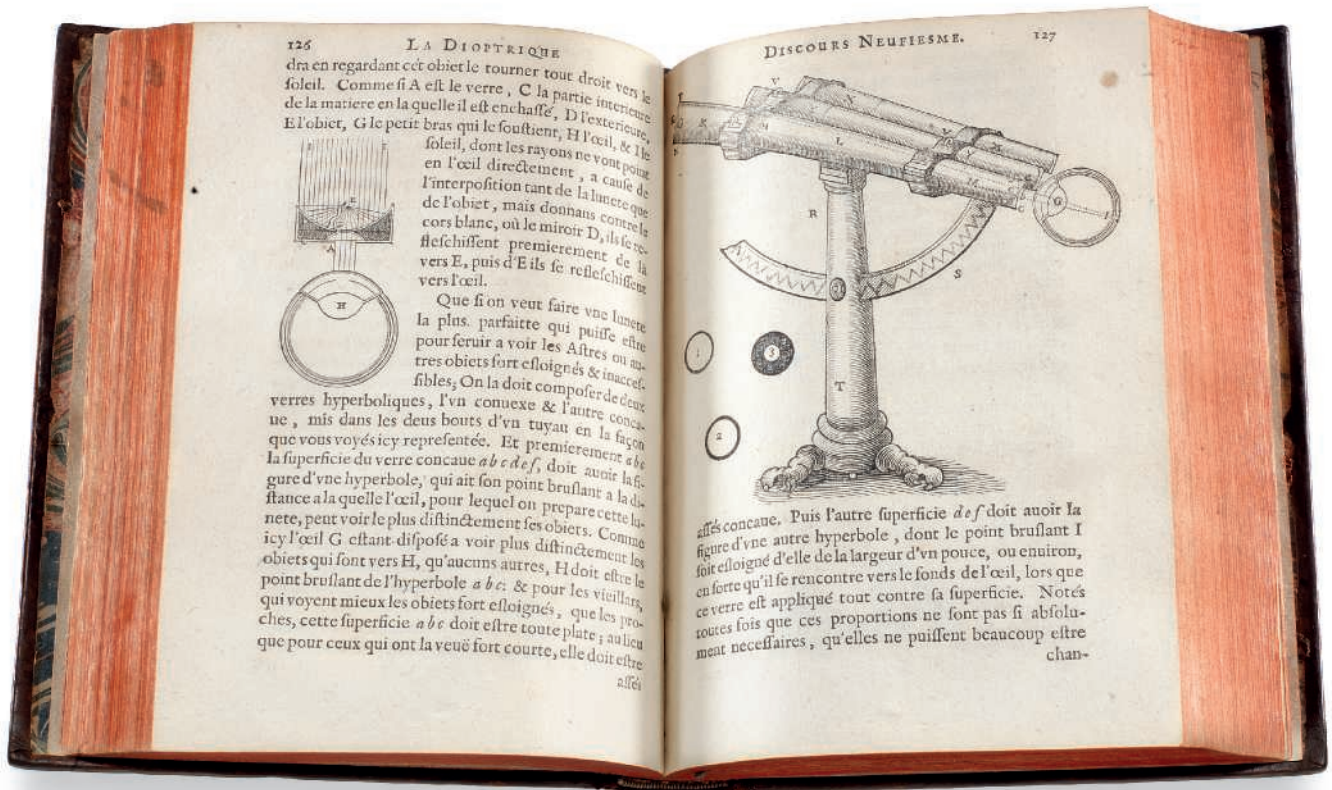 126 LA DIOPTRIQUE
dra en regardant cét obiet le tourner tout droit vers le
ſoleil. Comme ſi A eſt le verre, C la partie interieure
de la matiere en la quelle il eſt enchaſſé, D l'exterieure,
E l'obiet, G le petit bras qui le ſouſtient, H l'œil, & I le
ſoleil, dont les rayons ne vont point
en l'œil directement, a cauſe de
l'interpoſition tant de la lunete que
de l'obiet, mais donnans contre le
cors blanc, où le miroir D, ils ſe re-
fleſchiſſent premierement de là
vers E, puis d'E ils ſe refleſchiſſent
vers l'œil.
Que ſi on veut faire vne lunete
la plus. parfaitte qui puiſſe eſtre
pour ſeruir a voir les Aſtres ou au-
tres obiets fort eſloignés & inacceſ-
ſibles, On la doit compoſer de deux
verres hyperboliques, l'vn conuexe & l'autre conca-
ue, mis dans les deus bouts d'vn tuyau en la façon
que vous voyés icy repreſentée. Et premierement abc
la ſuperficie du verre concaue abcdef, doit auoir la fi-
gure d'vne hyperbole, qui ait ſon point bruſlant a la di-
ſtance a la quelle l'œil, pour lequel on prepare cette lu-
nete, peut voir le plus diſtinctement ſes obiets. Comme
icy l'œil G eſtant diſpoſé a voir plus diſtinctement les
obiets qui ſont vers H, qu'aucuns autres, H doit eſtre le
point bruſlant de l'hyperbole abc: & pour les vieillars,
qui voyent mieux les obiets fort eſloignés, que les pro-
ches, cette ſuperficie abc doit eſtre toute plate; au lieu
que pour ceux qui ont la veuë fort courte, elle doit eſtre
aſſés
I I
E
A
H
DISCOURS NEUFIESME. 127
V
L
M
G
R
S
1
3
T
2
aſſés concaue. Puis l'autre ſuperficie def doit auoir la
figure d'vne autre hyperbole, dont le point bruſlant I
ſoit eſloigné d'elle de la largeur d'vn pouce, ou enuiron,
en ſorte qu'il ſe rencontre vers le fonds de l'œil, lors que
ce verre eſt appliqué tout contre ſa ſuperficie. Notés
toutes fois que ces proportions ne ſont pas ſi abſolu-
ment neceſſaires, qu'elles ne puiſſent beaucoup eſtre
chan-